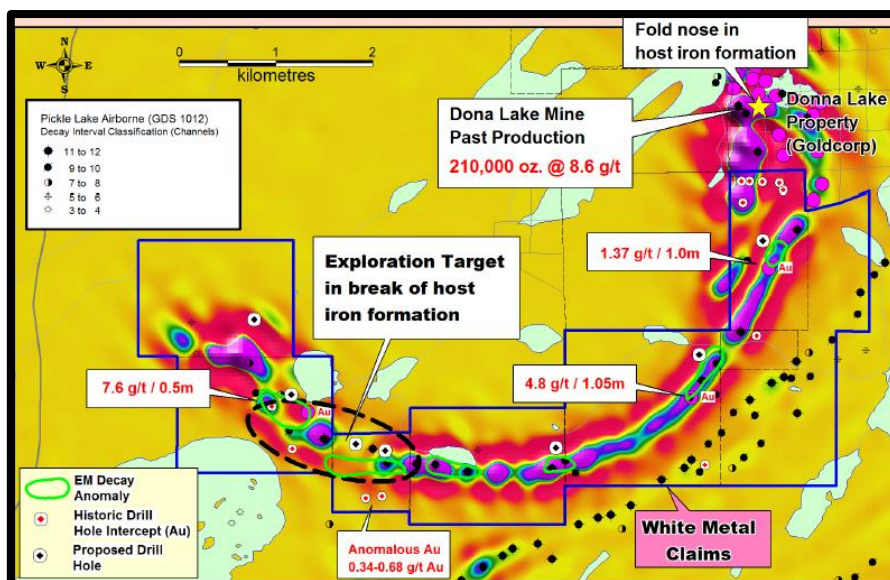 N
W E
S
0 1 2
kilometres
Fold nose in
host iron formation
Pickle Lake Airborne (GDS 1012)
Decay Interval Classification (Channels)
11 to 12
9 to 10
7 to 8
5 to 6
3 to 4
Dona Lake Mine
Past Production
210,000 oz. @ 8.6 g/t
Donna Lake
Property
(Goldcorp)
Exploration Target
in break of host
iron formation
1.37 g/t / 1.0m
Au
7.6 g/t / 0.5m
Au
4.8 g/t / 1.05m
Au
EM Decay
Anomaly
Historic Drill
Hole Intercept (Au)
Proposed Drill
Hole
Anomalous Au
0.34-0.68 g/t Au
White Metal
Claims